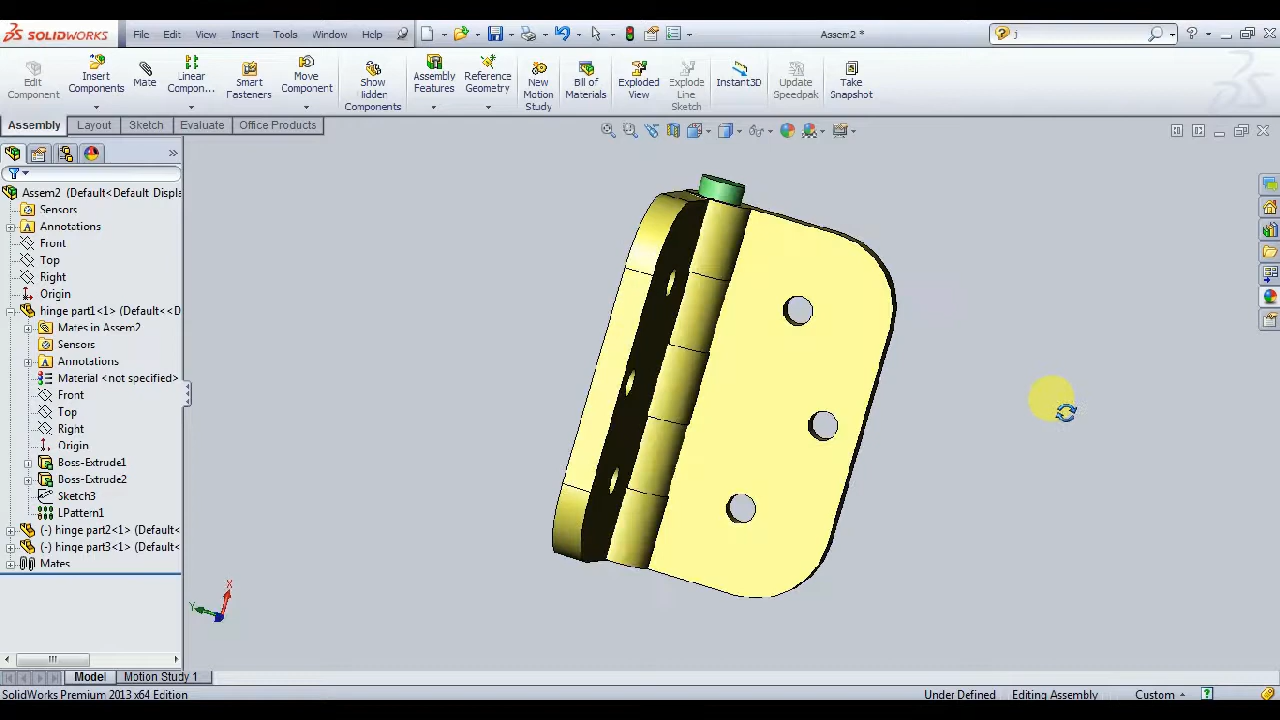 SOLIDWORKS File Edit View Insert Tools Window Help Assem2 * j
Edit Component
Insert Components
Mate
Linear Compon...
Smart Fasteners
Move Component
Show Hidden Components
Assembly Features
Reference Geometry
New Motion Study
Bill of Materials
Exploded View
Explode Line Sketch
Instant3D
Update Speedpak
Take Snapshot
Assembly Layout Sketch Evaluate Office Products
Assem2 (Default<Default Displa
Sensors
Annotations
Front
Top
Right
Origin
Hinge part1<1> (Default<<D
Mates in Assem2
Sensors
Annotations
Material <not specified>
Front
Top
Right
Origin
Boss-Extrude1
Boss-Extrude2
Sketch3
LPattern1
(-) hinge part2<1> (Default<
(-) hinge part3<1> (Default<
Mates
X
Y
Model Motion Study 1
SolidWorks Premium 2013 x64 Edition Under Defined Editing Assembly Custom